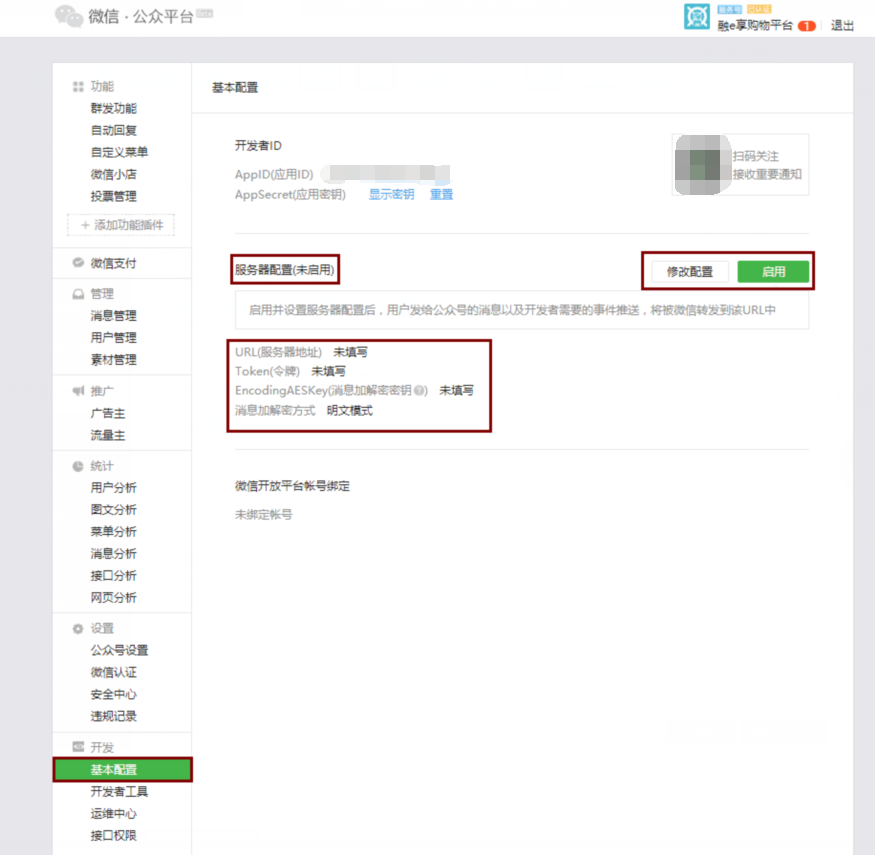 微信·公众平台 Beta
服务号 已认证
融e享购物平台 1 退出
功能
群发功能
自动回复
自定义菜单
微信小店
投票管理
+ 添加功能插件
微信支付
管理
消息管理
用户管理
素材管理
推广
广告主
流量主
统计
用户分析
图文分析
菜单分析
消息分析
接口分析
网页分析
设置
公众号设置
微信认证
安全中心
违规记录
开发
基本配置
开发者工具
运维中心
接口权限
基本配置
开发者ID
AppID(应用ID)
AppSecret(应用密钥) 显示密钥 重置
扫码关注
接收重要通知
服务器配置(未启用)
修改配置 启用
启用并设置服务器配置后，用户发给公众号的消息以及开发者需要的事件推送，将被微信转发到该URL中
URL(服务器地址) 未填写
Token(令牌) 未填写
EncodingAESKey(消息加解密密钥?) 未填写
消息加解密方式 明文模式
微信开放平台帐号绑定
未绑定帐号